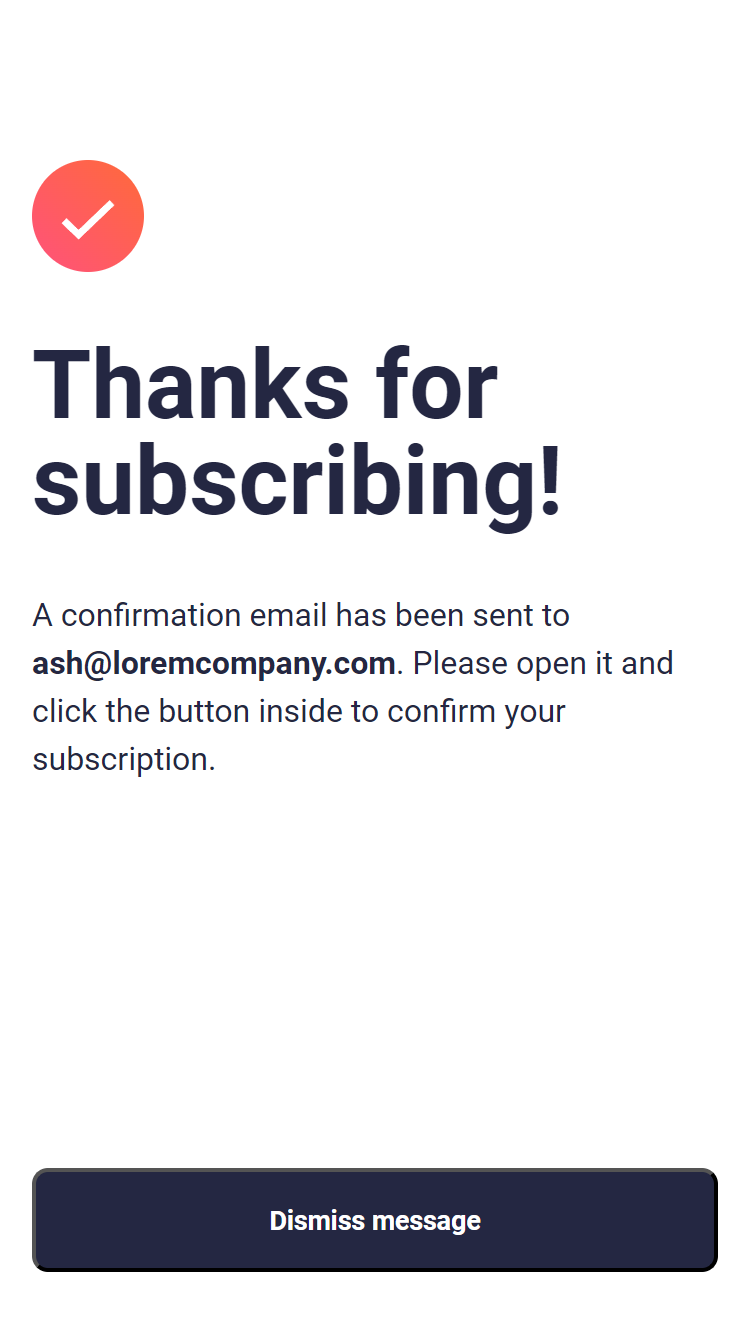 Thanks for
subscribing!
A confirmation email has been sent to
ash@loremcompany.com. Please open it and
click the button inside to confirm your
subscription.
Dismiss message